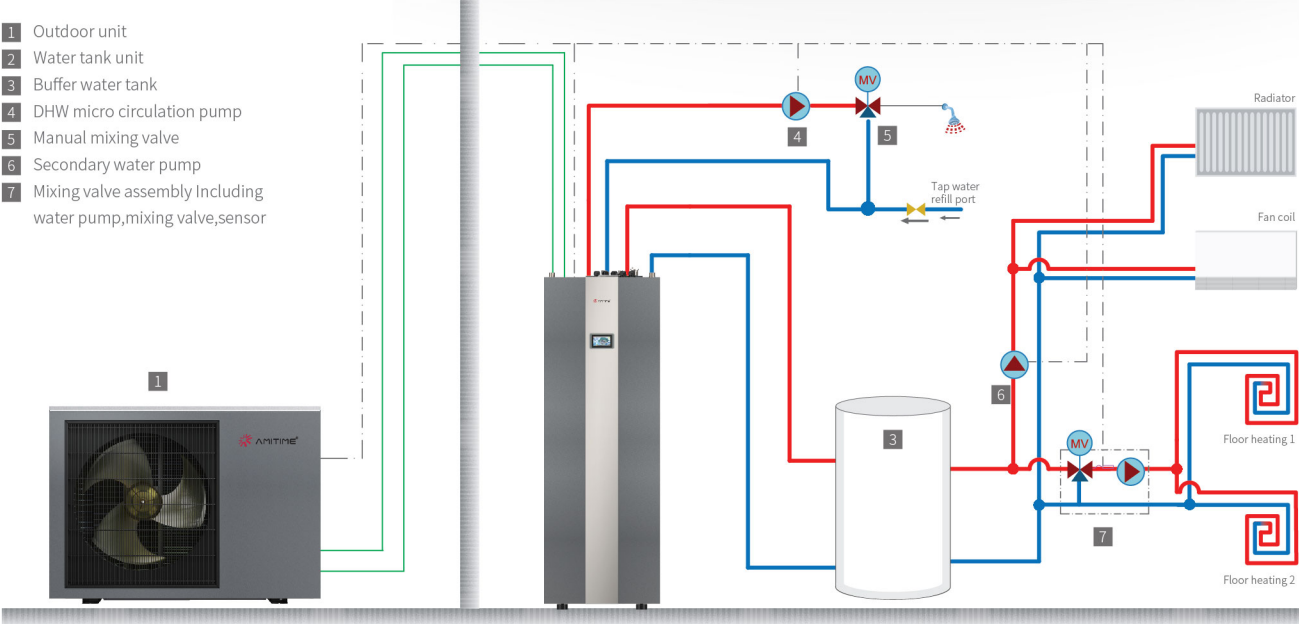 1 Outdoor unit
2 Water tank unit
3 Buffer water tank
4 DHW micro circulation pump
5 Manual mixing valve
6 Secondary water pump
7 Mixing valve assembly Including
water pump,mixing valve,sensor
MV
4
5
Tap water
refill port
Radiator
Fan coil
1
AMITIME
3
6
MV
7
Floor heating 1
Floor heating 2